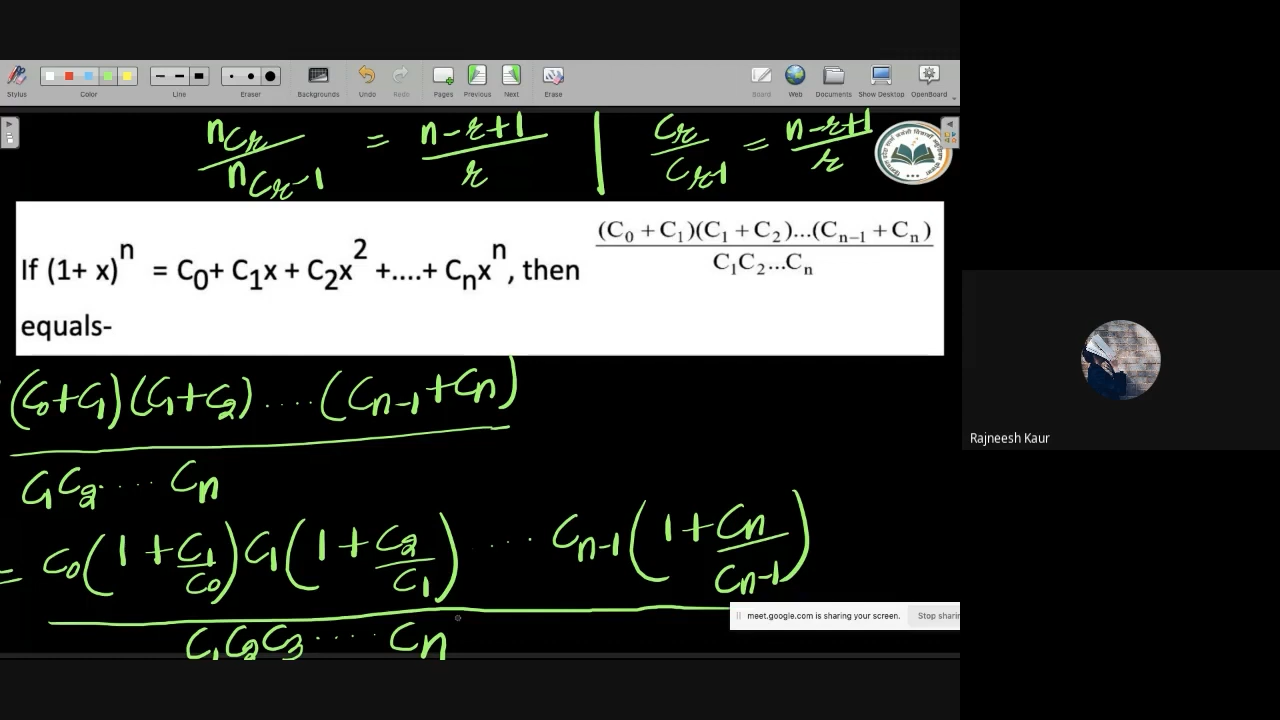 Stylus Color Line Eraser Backgrounds Undo Redo Pages Previous Next Erase Board Web Documents Show Desktop OpenBoard
nCr/nCr-1 = n-r+1/r | Cr/Cr-1 = n-r+1/r
If (1+ x)^n = C0+ C1x + C2x^2 +....+ Cnx^n, then (C0 + C1)(C1 + C2)...(Cn-1 + Cn)/C1C2...Cn
equals-
(C0+C1)(C1+C2) .... (Cn-1+Cn)
C1C2.... Cn
= C0(1+C1/C0)C1(1+C2/C1) .... Cn-1(1+Cn/Cn-1)
C1C2C3.... Cn
Rajneesh Kaur
meet.google.com is sharing your screen. Stop sharin